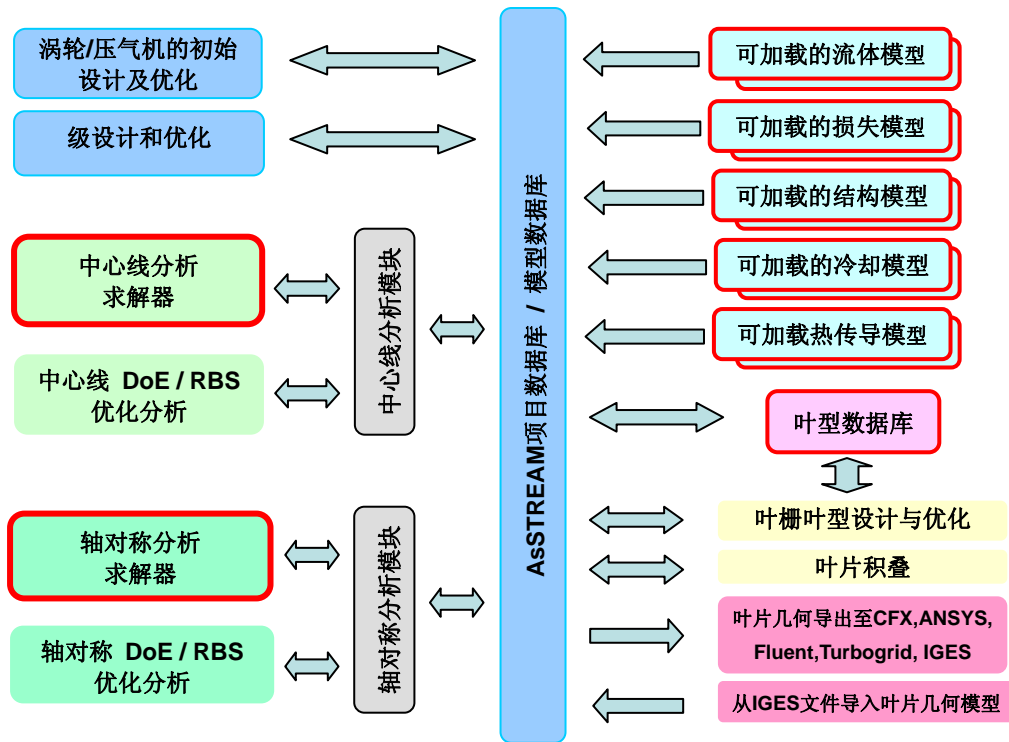 涡轮/压气机的初始
设计及优化
级设计和优化
中心线分析
求解器
中心线 DoE / RBS
优化分析
轴对称分析
求解器
轴对称 DoE / RBS
优化分析
中心线分析模块
轴对称分析模块
AsSTREAM项目数据库 / 模型数据库
可加载的流体模型
可加载的损失模型
可加载的结构模型
可加载的冷却模型
可加载热传导模型
叶型数据库
叶栅叶型设计与优化
叶片积叠
叶片几何导出至CFX,ANSYS,
Fluent,Turbogrid, IGES
从IGES文件导入叶片几何模型